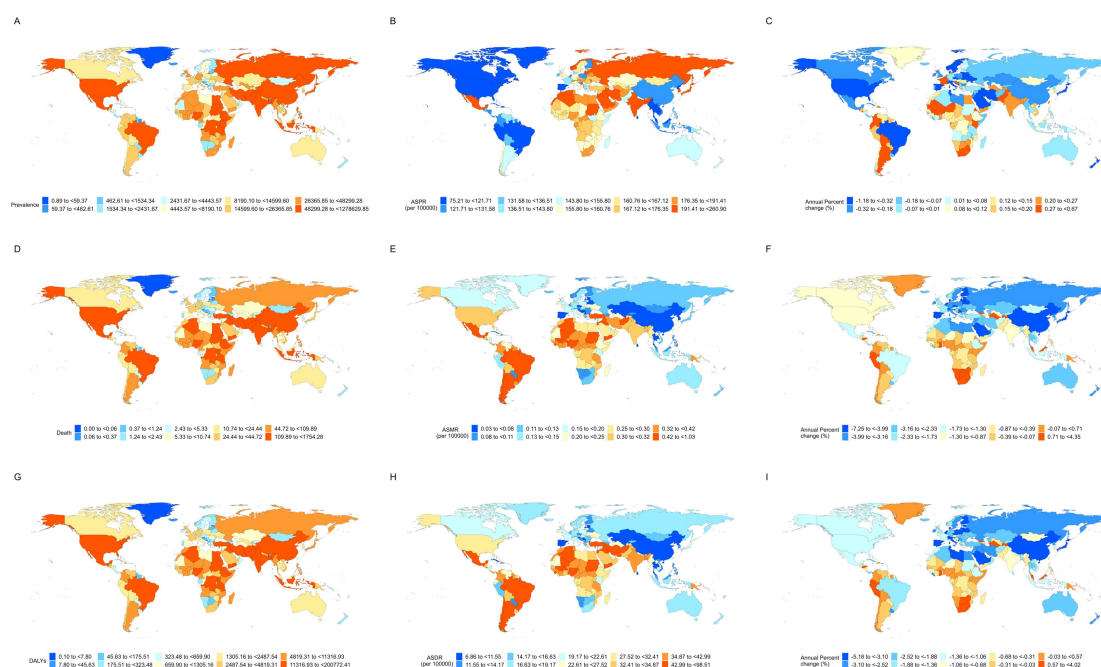 A
B
C
Prevalence
0.89 to <59.37
462.61 to <1534.34
2431.67 to <4443.57
8190.10 to <14599.60
26365.85 to <48299.28
59.37 to <462.61
1534.34 to <2431.67
4443.57 to <8190.10
14599.60 to <26365.85
48299.28 to <1278629.85
ASPR
(per 100000)
75.21 to <121.71
131.58 to <136.51
143.80 to <155.80
160.76 to <167.12
176.35 to <191.41
121.71 to <131.58
136.51 to <143.80
155.80 to <160.76
167.12 to <176.35
191.41 to <260.90
Annual Percent
change (%)
-1.18 to <-0.32
-0.18 to <-0.07
0.01 to <0.08
0.12 to <0.15
0.20 to <0.27
-0.32 to <-0.18
-0.07 to <0.01
0.08 to <0.12
0.15 to <0.20
0.27 to <0.67
D
E
F
Death
0.00 to <0.06
0.37 to <1.24
2.43 to <5.33
10.74 to <24.44
44.72 to <109.89
0.06 to <0.37
1.24 to <2.43
5.33 to <10.74
24.44 to <44.72
109.89 to <1754.28
ASMR
(per 100000)
0.03 to <0.08
0.11 to <0.13
0.15 to <0.20
0.25 to <0.30
0.32 to <0.42
0.08 to <0.11
0.13 to <0.15
0.20 to <0.25
0.30 to <0.32
0.42 to <1.03
Annual Percent
change (%)
-7.25 to <-3.99
-3.16 to <-2.33
-1.73 to <-1.30
-0.87 to <-0.39
-0.07 to <0.71
-3.99 to <-3.16
-2.33 to <-1.73
-1.30 to <-0.87
-0.39 to <-0.07
0.71 to <4.35
G
H
I
DALYs
0.10 to <7.80
45.63 to <175.51
323.48 to <659.90
1305.16 to <2487.54
4819.31 to <11316.93
7.80 to <45.63
175.51 to <323.48
659.90 to <1305.16
2487.54 to <4819.31
11316.93 to <200772.41
ASDR
(per 100000)
6.86 to <11.55
14.17 to <16.63
19.17 to <22.61
27.52 to <32.41
34.87 to <42.99
11.55 to <14.17
16.63 to <19.17
22.61 to <27.52
32.41 to <34.87
42.99 to <98.51
Annual Percent
change (%)
-5.18 to <-3.10
-2.52 to <-1.88
-1.36 to <-1.06
-0.68 to <-0.31
-0.03 to <0.57
-3.10 to <-2.52
-1.88 to <-1.36
-1.06 to <-0.68
-0.31 to <-0.03
0.57 to <4.02